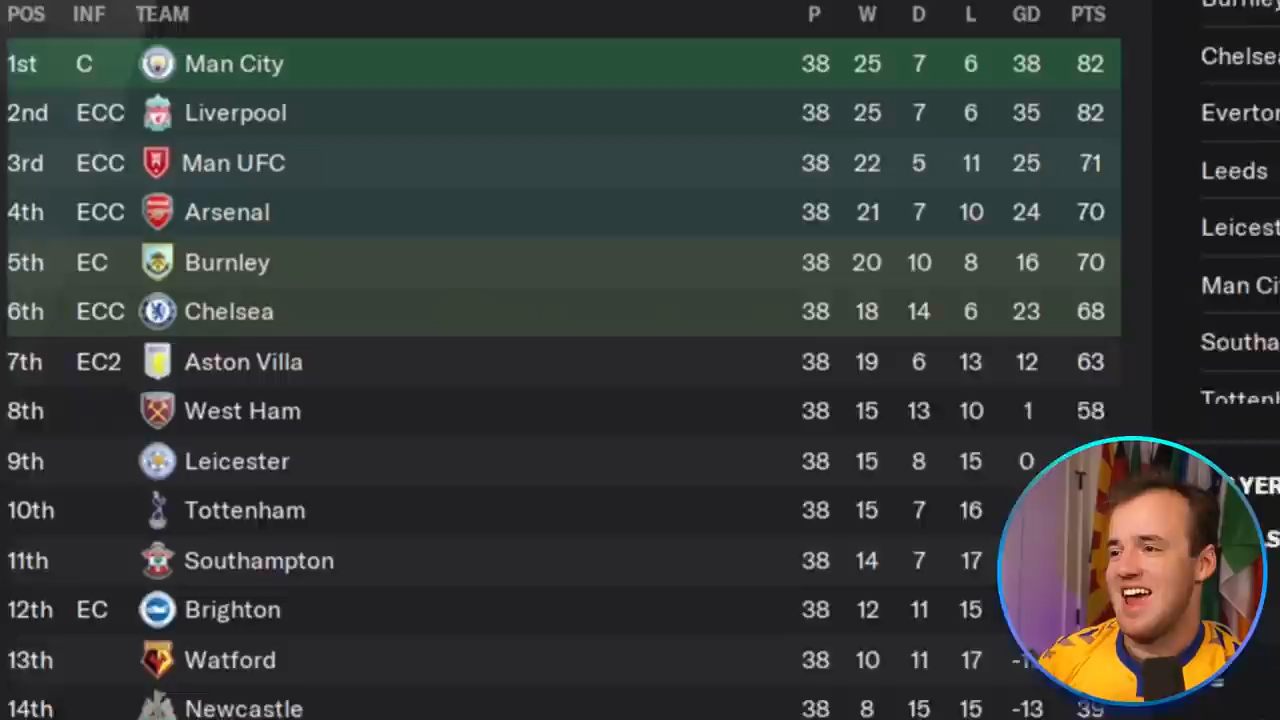 POS INF TEAM P W D L GD PTS
1st C Man City 38 25 7 6 38 82
2nd ECC Liverpool 38 25 7 6 35 82
3rd ECC Man UFC 38 22 5 11 25 71
4th ECC Arsenal 38 21 7 10 24 70
5th EC Burnley 38 20 10 8 16 70
6th ECC Chelsea 38 18 14 6 23 68
7th EC2 Aston Villa 38 19 6 13 12 63
8th West Ham 38 15 13 10 1 58
9th Leicester 38 15 8 15 0
10th Tottenham 38 15 7 16
11th Southampton 38 14 7 17
12th EC Brighton 38 12 11 15
13th Watford 38 10 11 17
14th Newcastle 38 8 15 15 -13 39
Burnley
Chelsea
Everton
Leeds
Leicest
Man Ci
Southa
Tottenh
YER
S